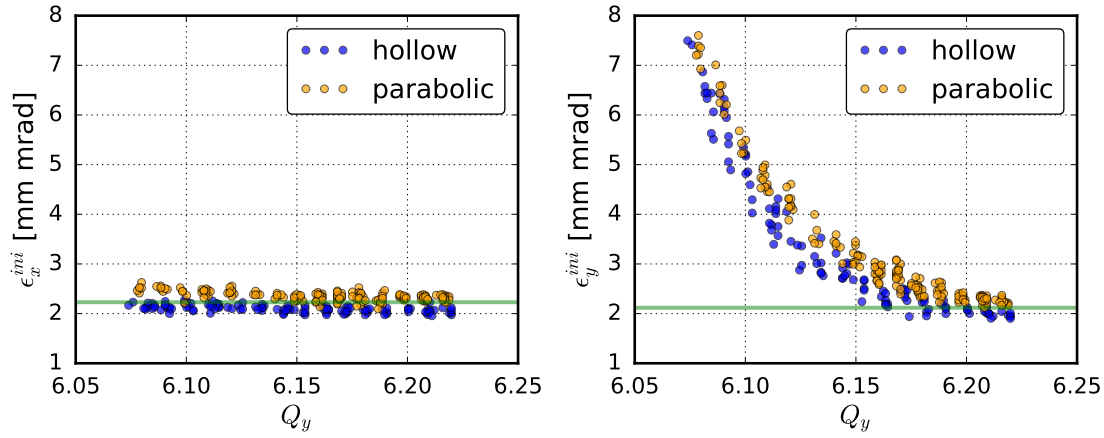 8
7
6
5
4
3
2
1
6.05 6.10 6.15 6.20 6.25
Q_y
ϵ_x^{ini} [mm mrad]
hollow
parabolic
8
7
6
5
4
3
2
1
6.05 6.10 6.15 6.20 6.25
Q_y
ϵ_y^{ini} [mm mrad]
hollow
parabolic